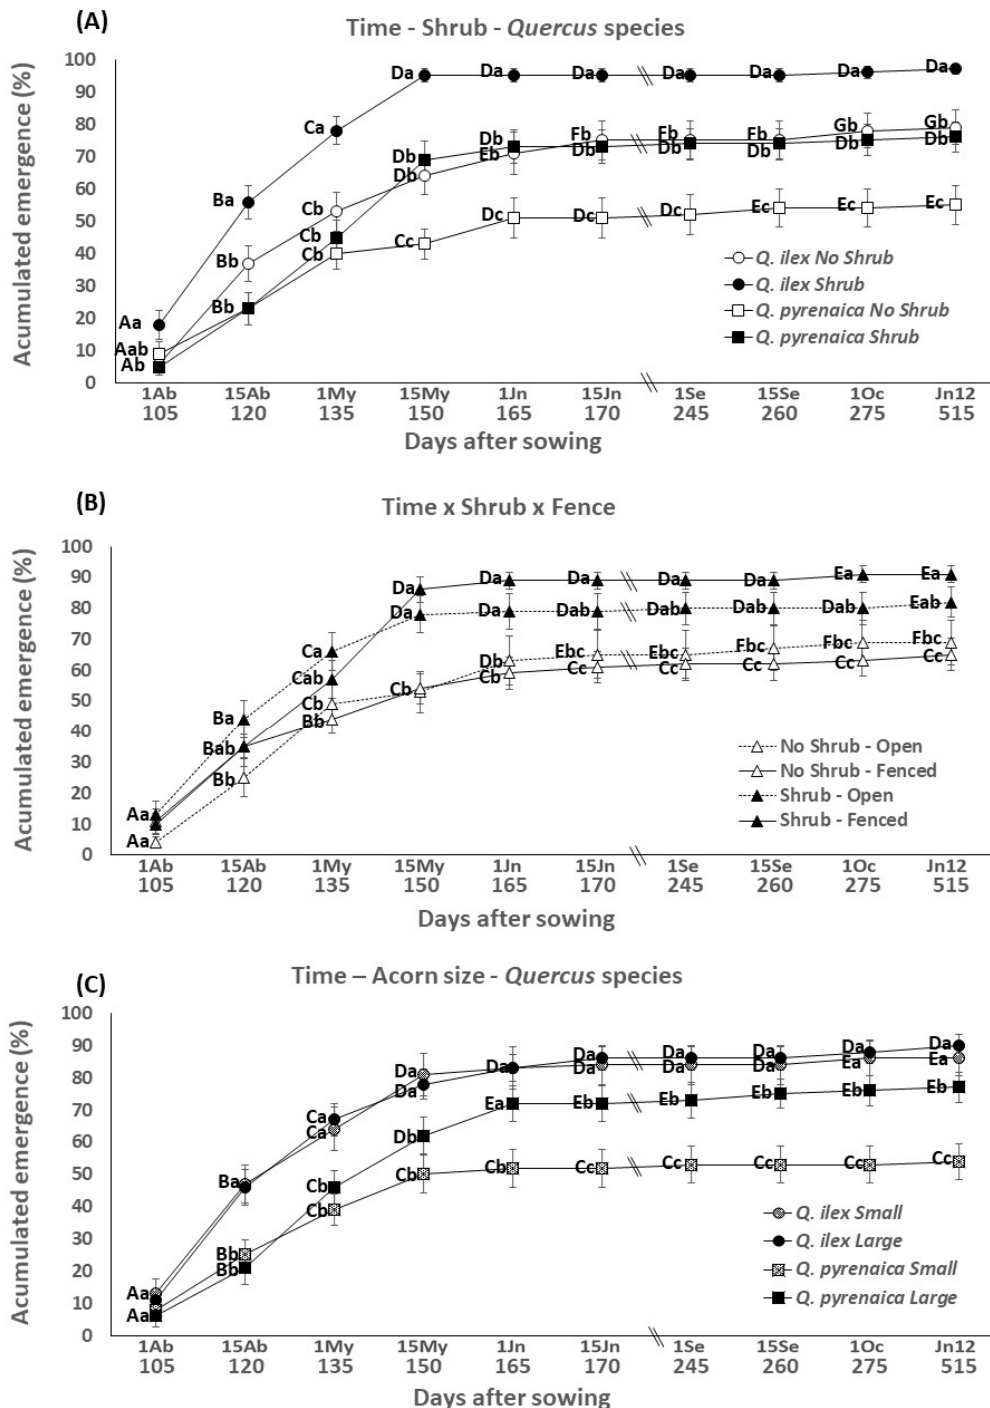 (A)
Time - Shrub - Quercus species
Acumulated emergence (%)
100
90
80
70
60
50
40
30
20
10
0
Da Da Da Da Da Da Da
Ca
Ba
Aa
Fb Fb Fb Gb Gb
Db Db Db Db Db Db Db
Db Eb
Cb
Bb Cb
Cb Cc Dc Dc Dc Ec Ec Ec
Bb
Aab
Ab
Q. ilex No Shrub
Q. ilex Shrub
Q. pyrenaica No Shrub
Q. pyrenaica Shrub
1Ab 15Ab 1My 15My 1Jn 15Jn 1Se 15Se 1Oc Jn12
105 120 135 150 165 170 245 260 275 515
Days after sowing
(B)
Time x Shrub x Fence
Acumulated emergence (%)
100
90
80
70
60
50
40
30
20
10
0
Da Da Da Da Da Ea Ea
Ca Da Da Dab Dab Dab Dab Eab
Ba Cab
Db Ebc Ebc Fbc Fbc Fbc
Cb Cb Cb Cc Cc Cc Cc Cc
Bab Bb
Bb
Aa
Aa
No Shrub - Open
No Shrub - Fenced
Shrub - Open
Shrub - Fenced
1Ab 15Ab 1My 15My 1Jn 15Jn 1Se 15Se 1Oc Jn12
105 120 135 150 165 170 245 260 275 515
Days after sowing
(C)
Time – Acorn size - Quercus species
Acumulated emergence (%)
100
90
80
70
60
50
40
30
20
10
0
Da Da Da Da Da Da Da
Ca Da Da Da Da Ea Ea
Ca
Ba
Db Ea Eb Eb Eb Eb Eb
Cb Cb Cb Cc Cc Cc Cc Cc
Cb
Bb
Bb
Aa
Aa
Q. ilex Small
Q. ilex Large
Q. pyrenaica Small
Q. pyrenaica Large
1Ab 15Ab 1My 15My 1Jn 15Jn 1Se 15Se 1Oc Jn12
105 120 135 150 165 170 245 260 275 515
Days after sowing